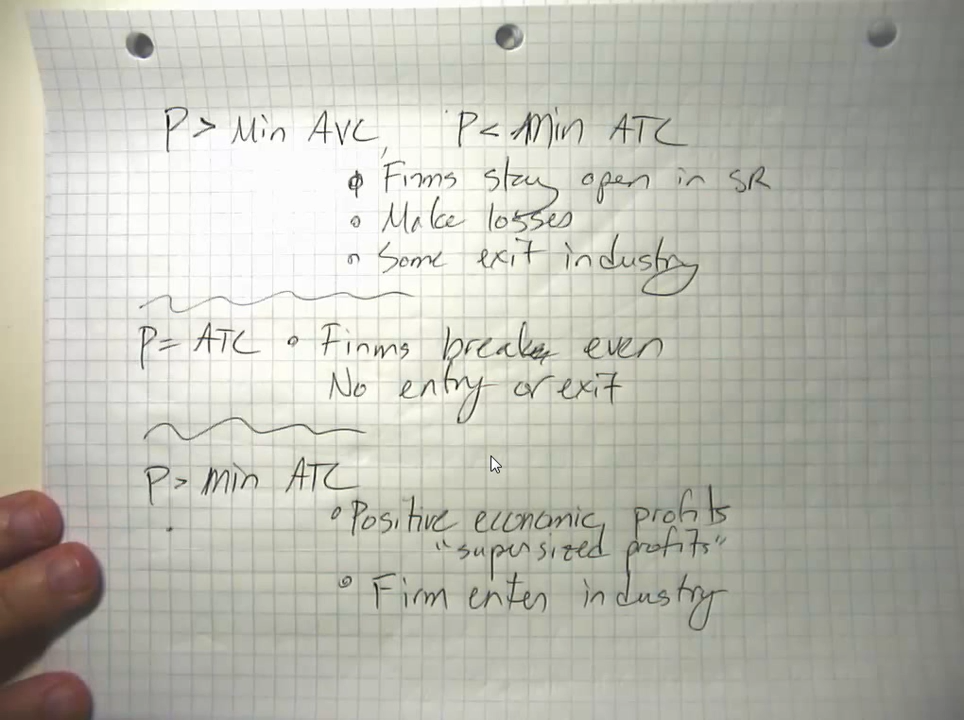 P > Min AVC, P < Min ATC
Firms stay open in SR
Make losses
Some exit industry
P = ATC Firms break even
No entry or exit
P > min ATC
Positive economic profits
"supersized profits"
Firm enter industry